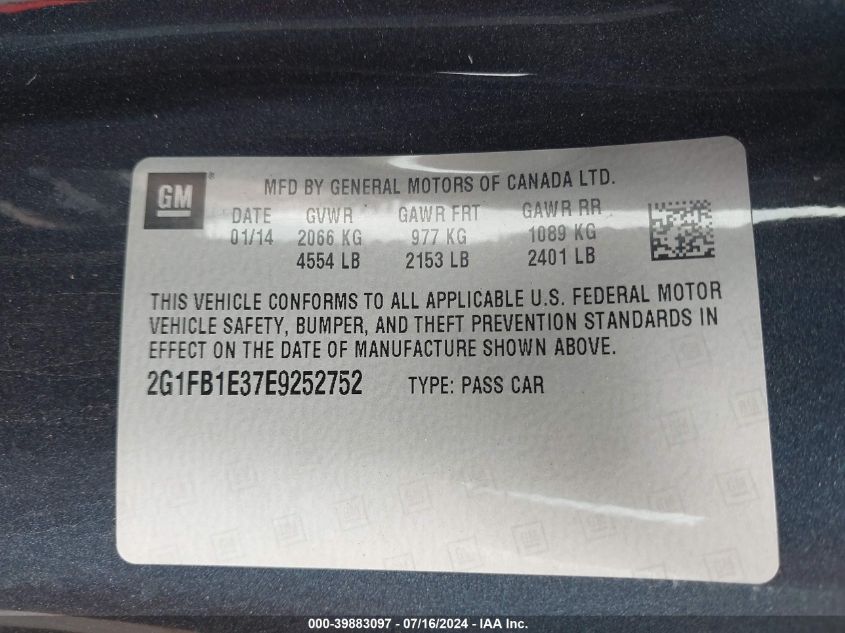 GM®
MFD BY GENERAL MOTORS OF CANADA LTD.
DATE GVWR GAWR FRT GAWR RR
01/14 2066 KG 977 KG 1089 KG
4554 LB 2153 LB 2401 LB
THIS VEHICLE CONFORMS TO ALL APPLICABLE U.S. FEDERAL MOTOR
VEHICLE SAFETY, BUMPER, AND THEFT PREVENTION STANDARDS IN
EFFECT ON THE DATE OF MANUFACTURE SHOWN ABOVE.
2G1FB1E37E9252752 TYPE: PASS CAR
000-39883097 / 07/16/2024 / IAA Inc.